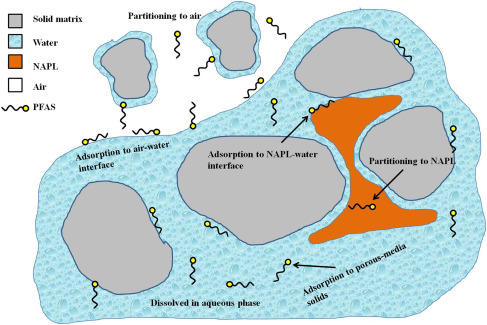 Solid matrix
Water
NAPL
Air
PFAS
Partitioning to air
Adsorption to air-water
interface
Adsorption to NAPL-water
interface
Partitioning to NAPL
Adsorption to porous-media
solids
Dissolved in aqueous phase